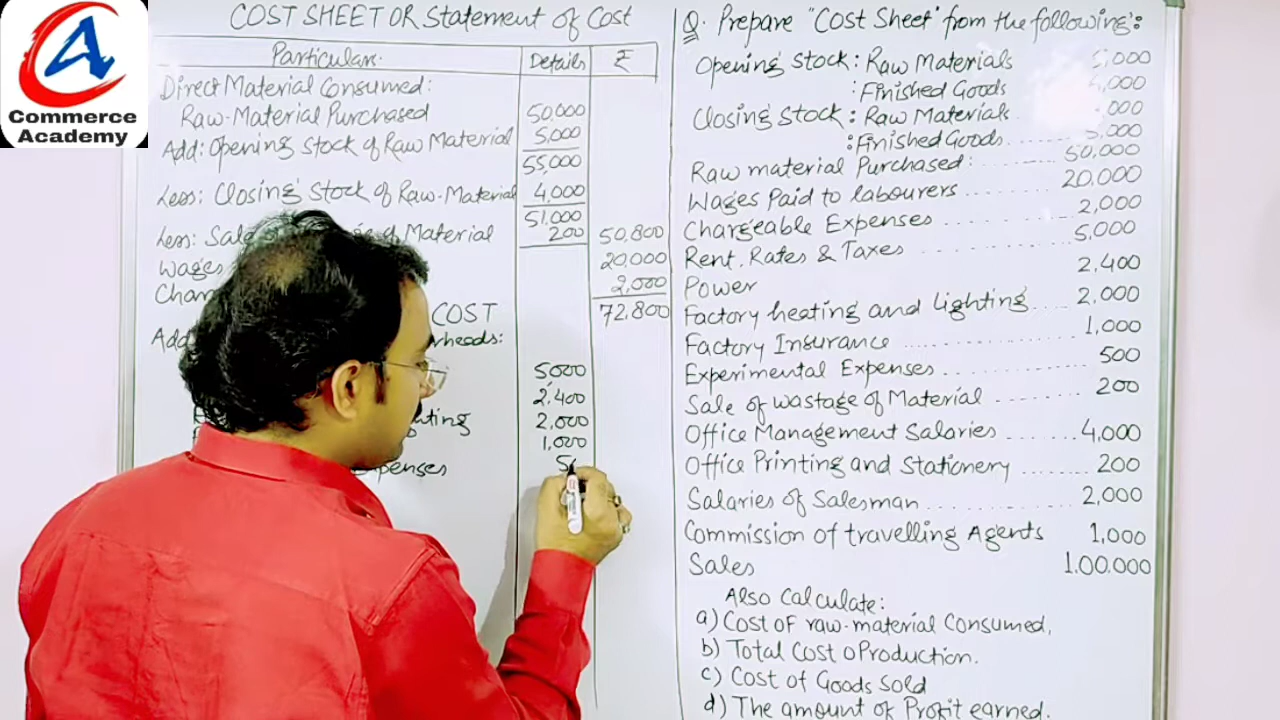 Commerce
Academy
COST SHEET OR Statement of Cost
Particulars. Details ₹
Direct Material Consumed:
Raw-Material Purchased 50,000
Add: Opening Stock of Raw Material 5,000
55,000
Less: Closing Stock of Raw-Material 4,000
51,000
Less: Sale of Material 200 50,800
Wages 20,000
2,000
COST 72,800
5,000
2,400
2,000
1,000
Q. Prepare "Cost Sheet" from the following:
Opening Stock: Raw Materials 5,000
: Finished Goods
Closing Stock: Raw Materials
: Finished Goods
Raw material Purchased: 50,000
Wages Paid to labourers 20,000
Chargeable Expenses 2,000
Rent, Rates & Taxes 5,000
Power 2,400
Factory heating and Lighting 2,000
Factory Insurance 1,000
Experimental Expenses 500
Sale of Wastage of Material 200
Office Management Salaries 4,000
Office Printing and Stationery 200
Salaries of Salesman 2,000
Commission of travelling Agents 1,000
Sales 1,00,000
Also Calculate:
a) Cost of raw-material Consumed.
b) Total Cost oProduction.
c) Cost of Goods Sold
d) The amount of Profit earned.